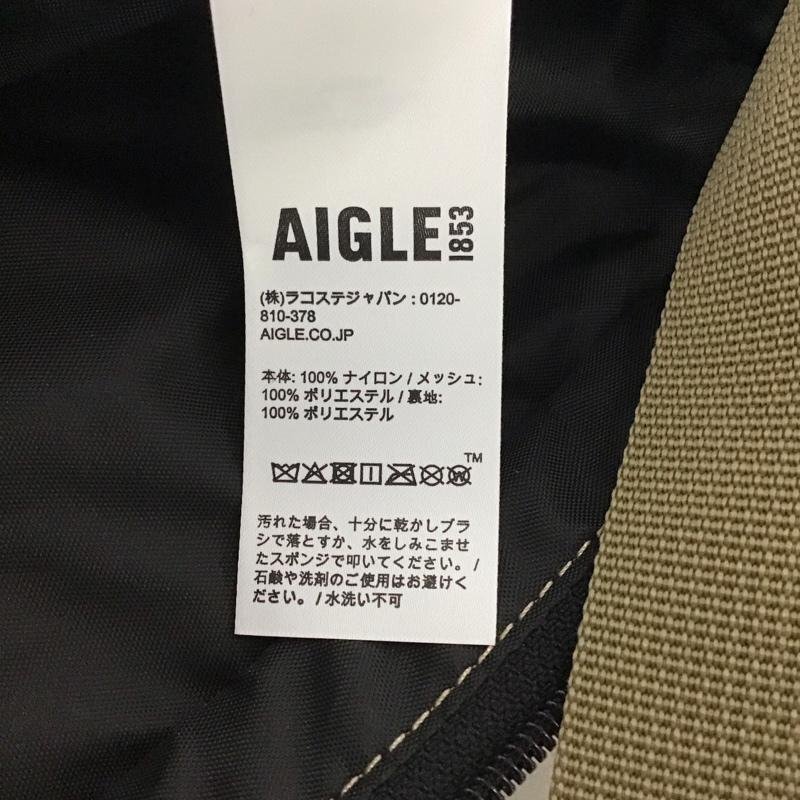 AIGLE 1853
(株)ラコステジャパン : 0120-
810-378
AIGLE.CO.JP
本体: 100% ナイロン / メッシュ:
100% ポリエステル / 裏地:
100% ポリエステル
W
TM
汚れた場合、十分に乾かしブラ
シで落とすか、水をしみこませ
たスポンジで叩いてください。 /
石鹸や洗剤のご使用はお避けく
ださい。 / 水洗い不可